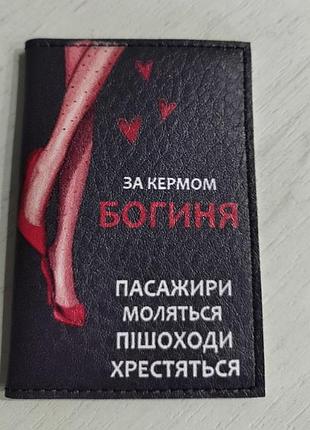 ЗА КЕРМОМ
БОГИНЯ
ПАСАЖИРИ
МОЛЯТЬСЯ
ПІШОХОДИ
ХРЕСТЯТЬСЯ